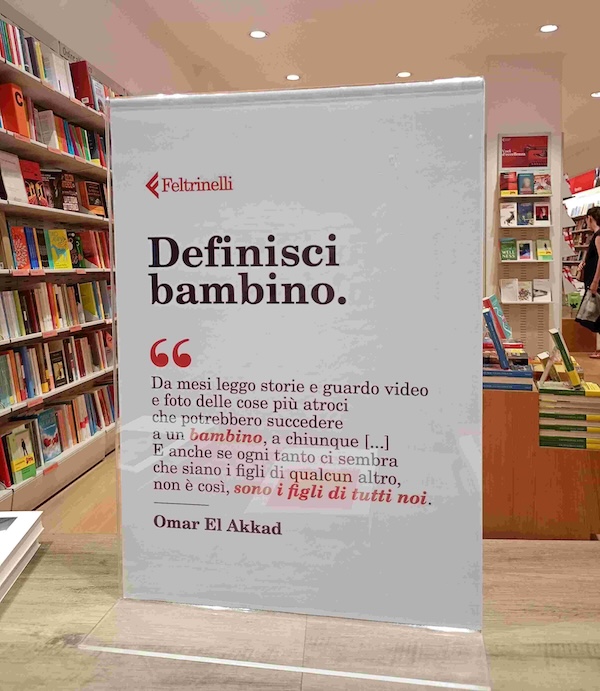 Feltrinelli
Definisci
bambino.
“
Da mesi leggo storie e guardo video
e foto delle cose più atroci
che potrebbero succedere
a un bambino, a chiunque [...]
E anche se ogni tanto ci sembra
che siano i figli di qualcun altro,
non è così, sono i figli di tutti noi.
Omar El Akkad